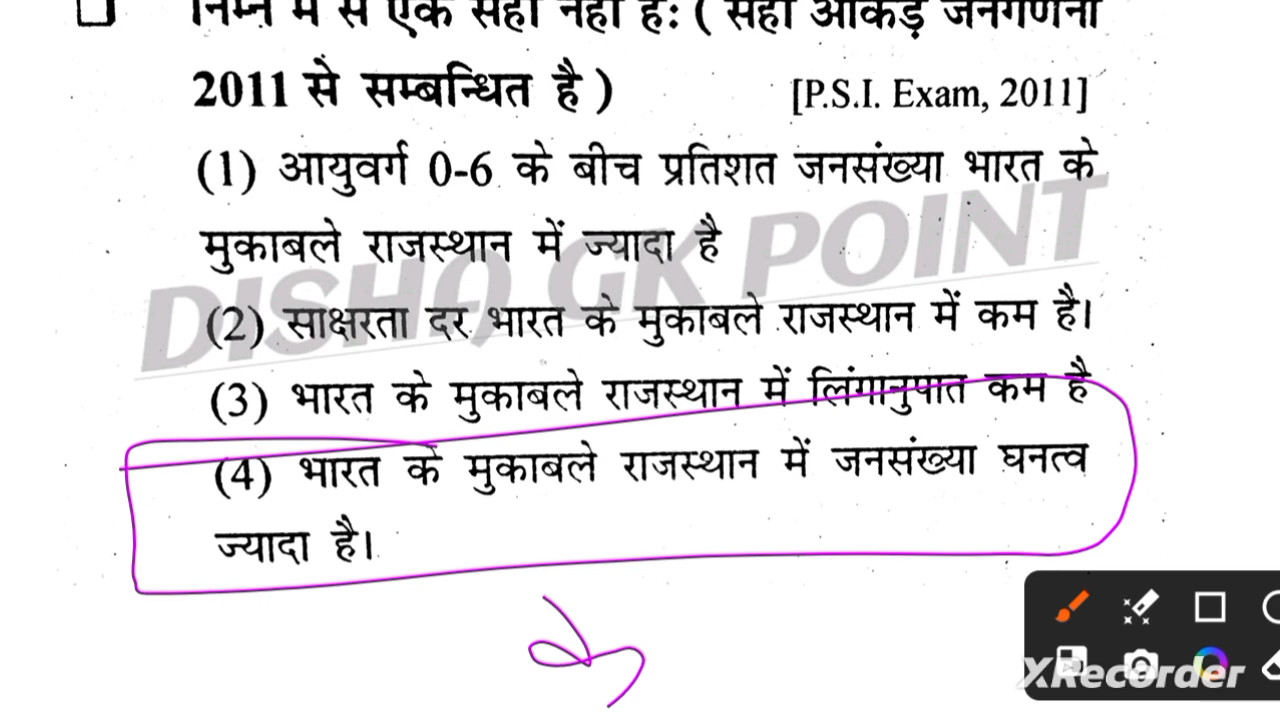 निम्न में से एक सही नहीं है: ( सही आंकड़े जनगणना
2011 से सम्बन्धित है )
[P.S.I. Exam, 2011]
(1) आयुवर्ग 0-6 के बीच प्रतिशत जनसंख्या भारत के
मुकाबले राजस्थान में ज्यादा है
(2) साक्षरता दर भारत के मुकाबले राजस्थान में कम है।
(3) भारत के मुकाबले राजस्थान में लिंगानुपात कम है
(4) भारत के मुकाबले राजस्थान में जनसंख्या घनत्व
ज्यादा है।
DISHA GK POINT
XRecorder